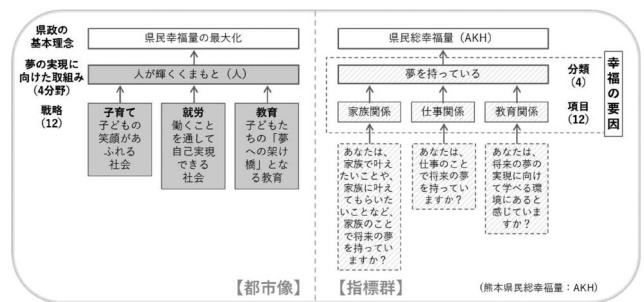 県政の
基本理念
県民幸福量の最大化
夢の実現に
向けた取組み
(4分野)
人が輝くくまもと（人）
戦略
(12)
子育て
子どもの
笑顔があ
ふれる
社会
就労
働くこと
を通して
自己実現
できる
社会
教育
子どもた
ちの「夢
への架け
橋」とな
る教育
【都市像】
県民総幸福量（AKH）
夢を持っている
分類
(4)
家族関係
仕事関係
教育関係
項目
(12)
幸福の要因
あなたは、
家族で叶え
たいことや、
家族に叶えて
もらいた
いことなど、
家族のこと
で将来の夢
を持ってい
ますか？
あなたは、
仕事のこと
で将来の夢
を持ってい
ますか？
あなたは、
将来の夢の
実現に向け
て学べる環
境にあると
感じていま
すか？
【指標群】
(熊本県民総幸福量：AKH)